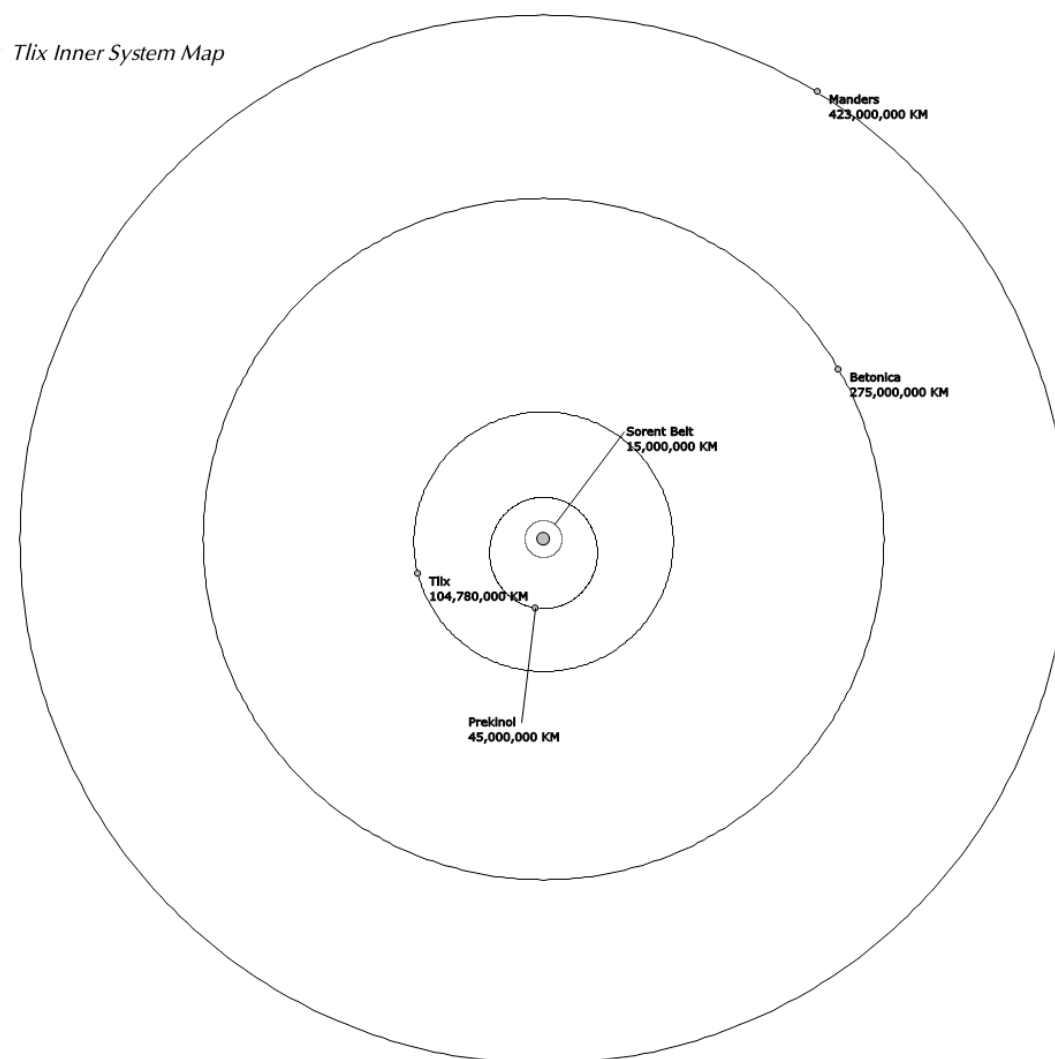 Tlix Inner System Map
Manders
423,000,000 KM
Betonica
275,000,000 KM
Sorent Belt
15,000,000 KM
Tlix
104,780,000 KM
Prekinol
45,000,000 KM